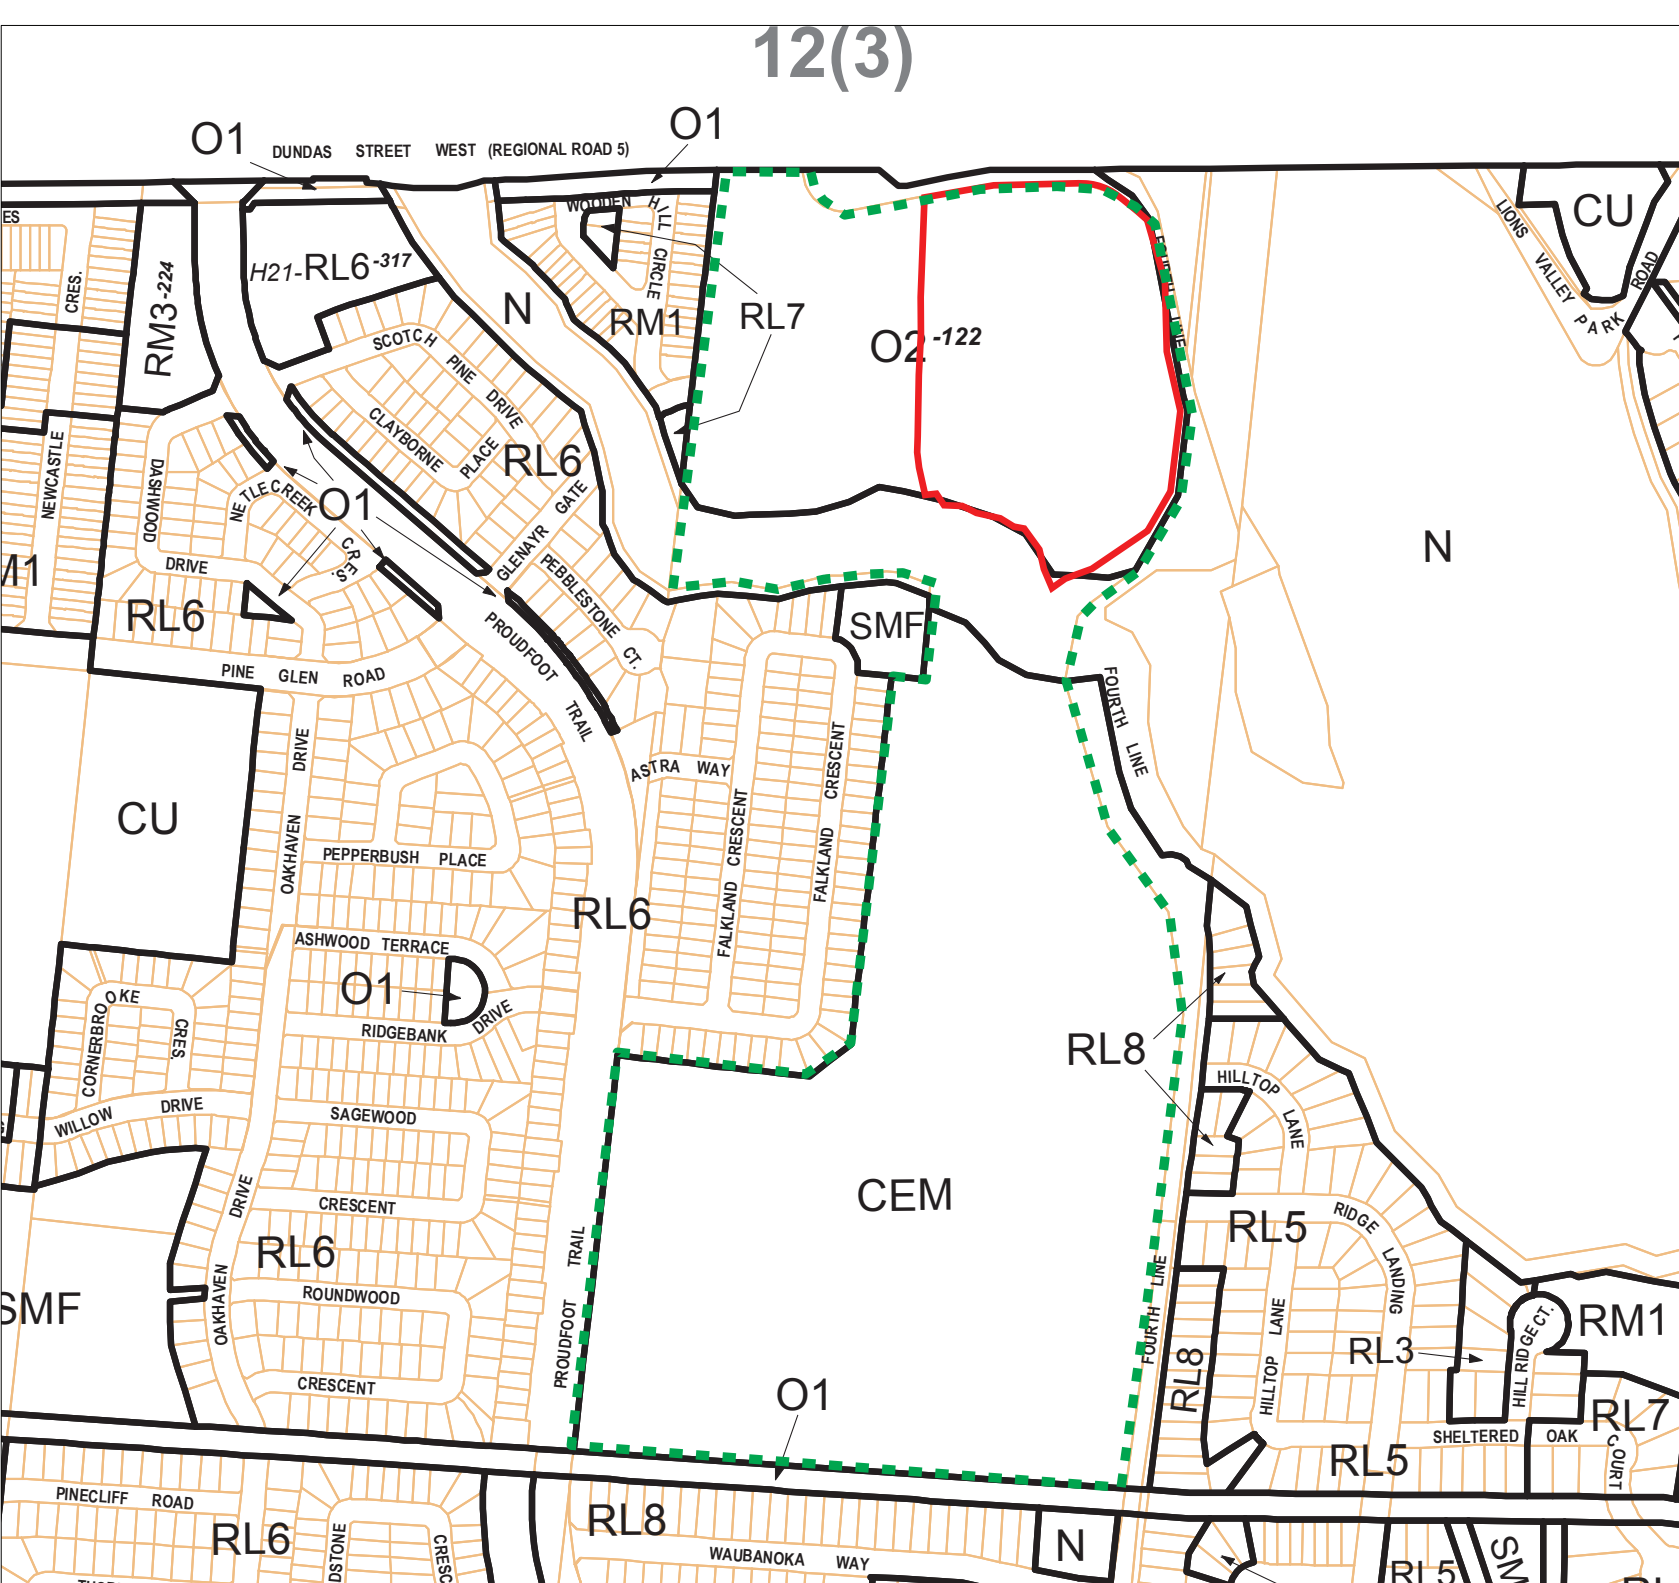 12(3)
O1
O1
DUNDAS STREET WEST (REGIONAL ROAD 5)
CU
LIONS VALLEY PARK ROAD
WOODEN HILL CIRCLE
CRES.
RM3-224
H21-RL6-317
N
RM1
RL7
O2-122
FOURTH LINE
SCOTCH PINE DRIVE
CLAYBORNE PLACE
RL6
NEWCASTLE
DASHWOOD DRIVE
NETTLECREEK CRES.
O1
GLENAYR GATE
PEBBLESTONE CT.
N
RL6
SMF
PROUDFOOT TRAIL
PINE GLEN ROAD
FOURTH LINE
OAKHAVEN DRIVE
ASTRA WAY
FALKLAND CRESCENT
FALKLAND CRESCENT
CU
PEPPERBUSH PLACE
RL6
ASHWOOD TERRACE
O1
RIDGEBANK DRIVE
CORNERBROOKE CRES.
RL8
HILLTOP LANE
WILLOW DRIVE
SAGEWOOD
CRESCENT
CEM
RL5
RIDGE LANDING
OAKHAVEN DRIVE
RL6
ROUNDWOOD
CRESCENT
SMF
PROUDFOOT TRAIL
FOURTH LINE
RL8
HILLTOP LANE
RL3
HILL RIDGE CT.
RM1
RL7
O1
SHELTERED OAK COURT
RL5
PINECLIFF ROAD
RL6
RL8
WAUBANOKA WAY
N
RL5